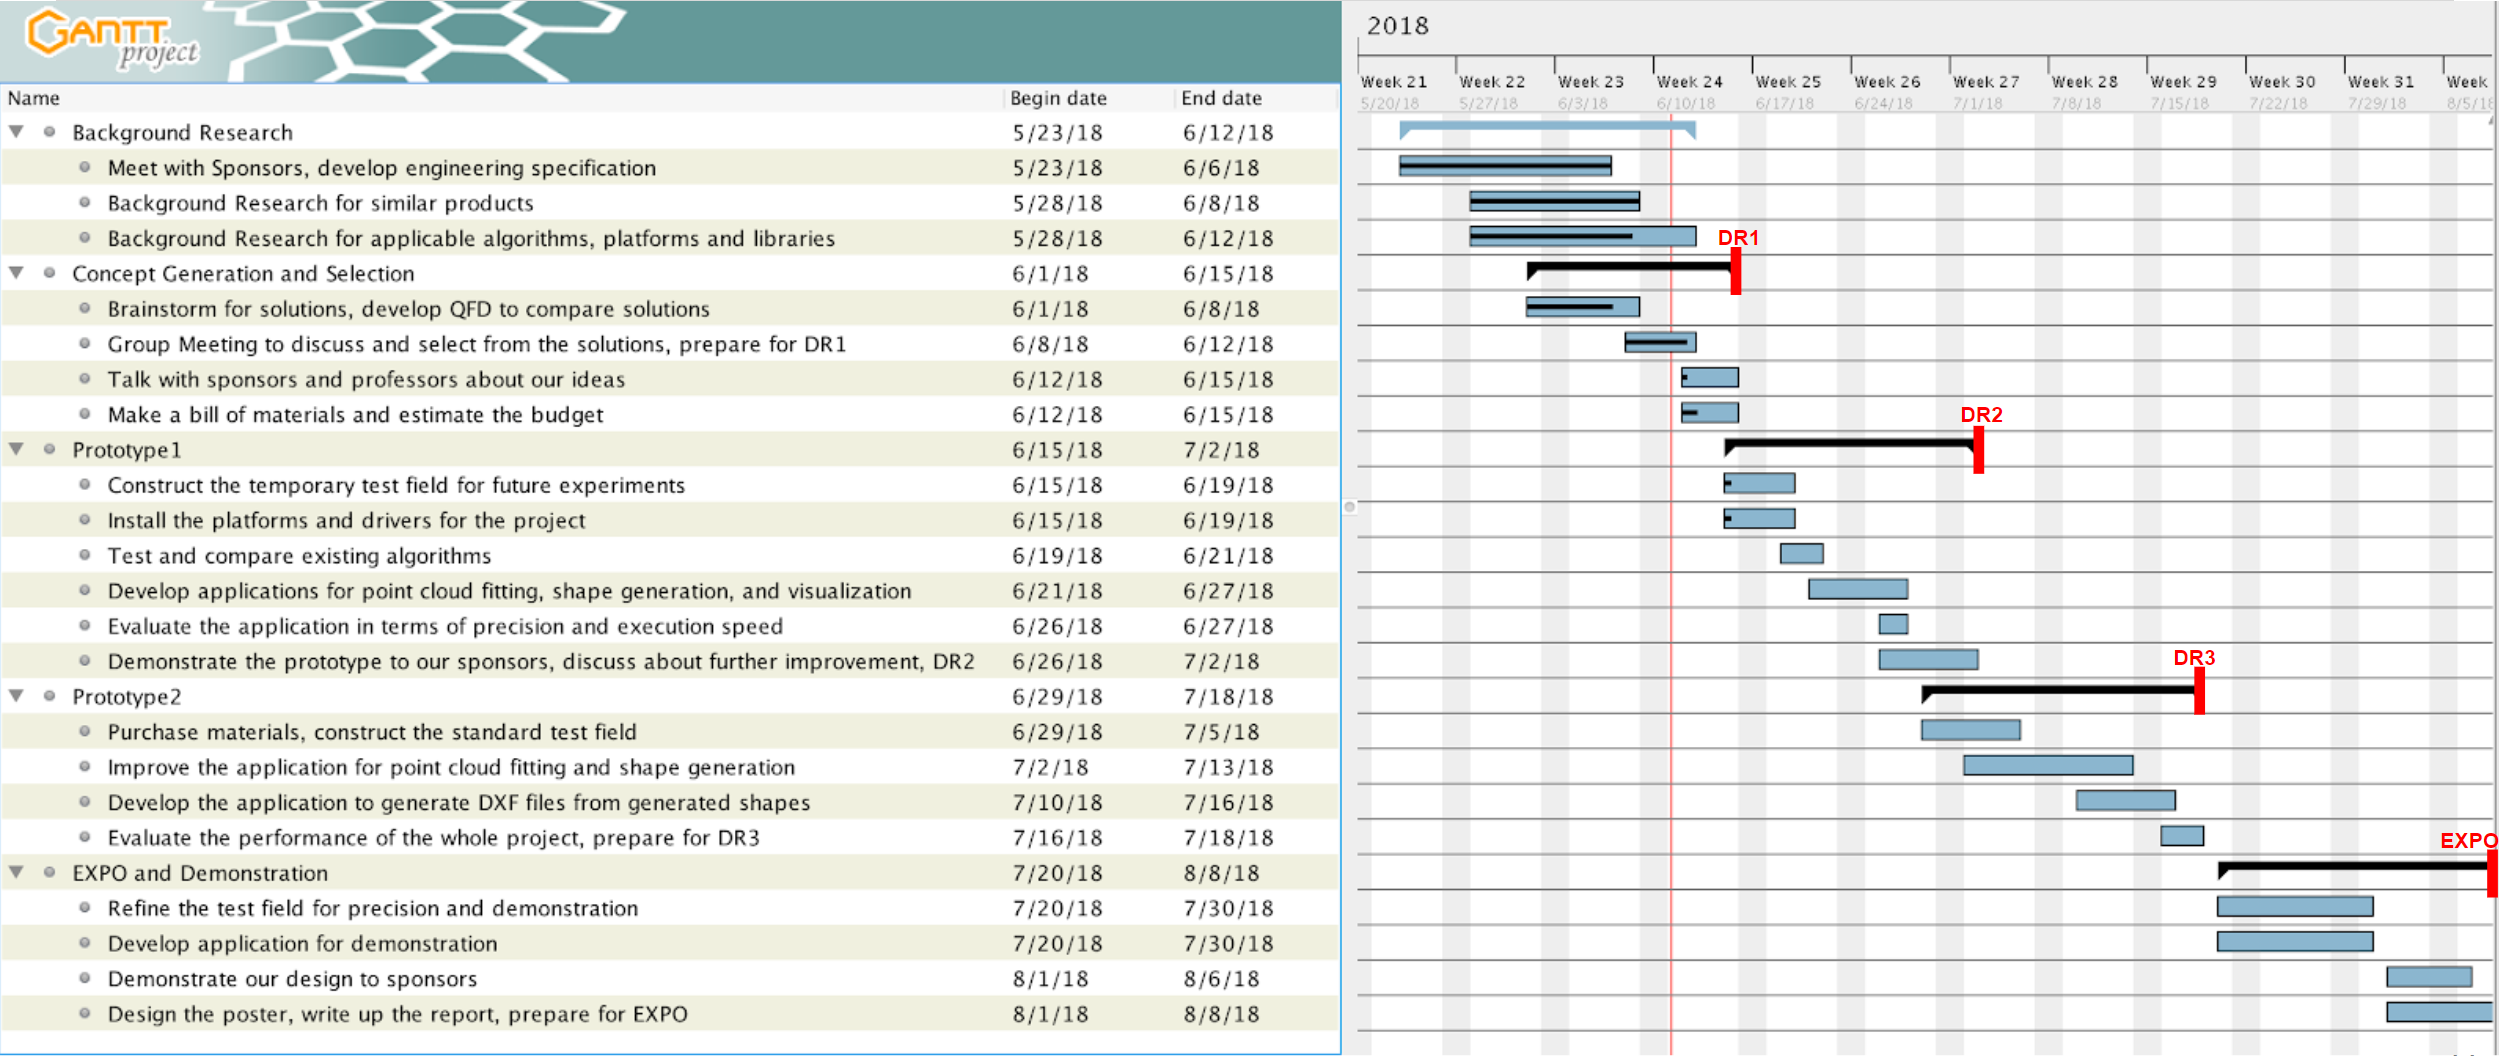 GANTT
project
2018
Week 21 Week 22 Week 23 Week 24 Week 25 Week 26 Week 27 Week 28 Week 29 Week 30 Week 31 Week
5/20/18 5/27/18 6/3/18 6/10/18 6/17/18 6/24/18 7/1/18 7/8/18 7/15/18 7/22/18 7/29/18 8/5/18
Name Begin date End date
Background Research 5/23/18 6/12/18
Meet with Sponsors, develop engineering specification 5/23/18 6/6/18
Background Research for similar products 5/28/18 6/8/18
Background Research for applicable algorithms, platforms and libraries 5/28/18 6/12/18
DR1
Concept Generation and Selection 6/1/18 6/15/18
Brainstorm for solutions, develop QFD to compare solutions 6/1/18 6/8/18
Group Meeting to discuss and select from the solutions, prepare for DR1 6/8/18 6/12/18
Talk with sponsors and professors about our ideas 6/12/18 6/15/18
Make a bill of materials and estimate the budget 6/12/18 6/15/18
DR2
Prototype1 6/15/18 7/2/18
Construct the temporary test field for future experiments 6/15/18 6/19/18
Install the platforms and drivers for the project 6/15/18 6/19/18
Test and compare existing algorithms 6/19/18 6/21/18
Develop applications for point cloud fitting, shape generation, and visualization 6/21/18 6/27/18
Evaluate the application in terms of precision and execution speed 6/26/18 6/27/18
Demonstrate the prototype to our sponsors, discuss about further improvement, DR2 6/26/18 7/2/18
DR3
Prototype2 6/29/18 7/18/18
Purchase materials, construct the standard test field 6/29/18 7/5/18
Improve the application for point cloud fitting and shape generation 7/2/18 7/13/18
Develop the application to generate DXF files from generated shapes 7/10/18 7/16/18
Evaluate the performance of the whole project, prepare for DR3 7/16/18 7/18/18
EXPO
EXPO and Demonstration 7/20/18 8/8/18
Refine the test field for precision and demonstration 7/20/18 7/30/18
Develop application for demonstration 7/20/18 7/30/18
Demonstrate our design to sponsors 8/1/18 8/6/18
Design the poster, write up the report, prepare for EXPO 8/1/18 8/8/18